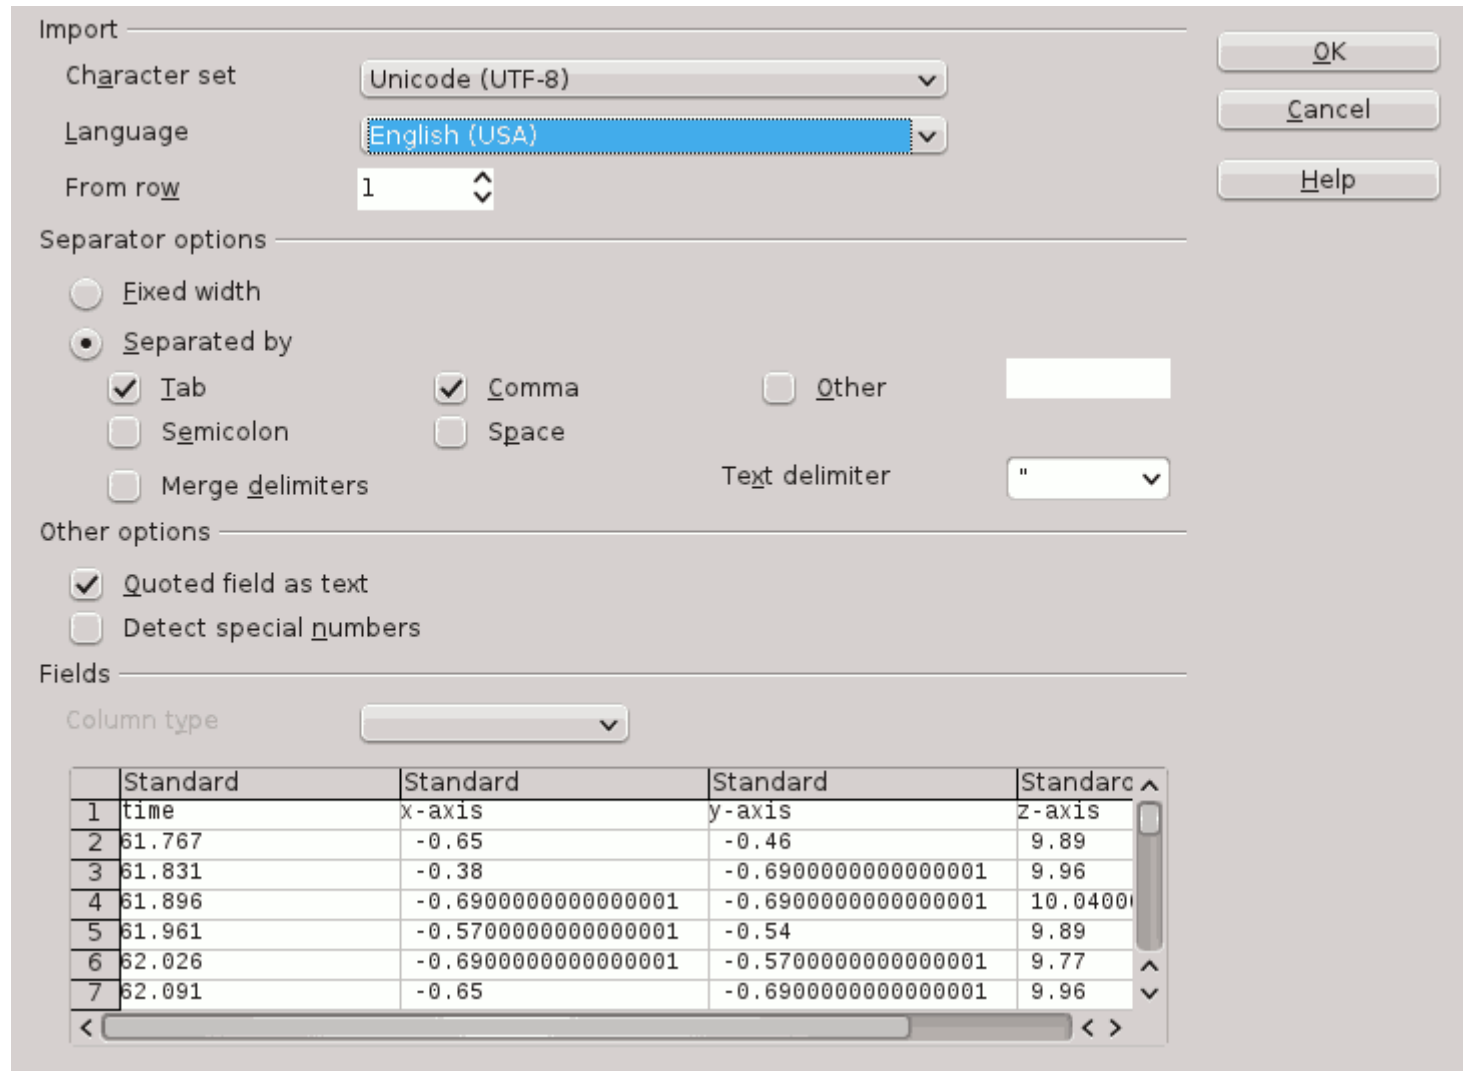 Import
OK
Character set Unicode (UTF-8)
Cancel
Language English (USA)
From row 1
Help
Separator options
Fixed width
Separated by
Tab Comma Other
Semicolon Space
Merge delimiters Text delimiter "
Other options
Quoted field as text
Detect special numbers
Fields
Column type
Standard Standard Standard Standard
1 time x-axis y-axis z-axis
2 61.767 -0.65 -0.46 9.89
3 61.831 -0.38 -0.6900000000000001 9.96
4 61.896 -0.6900000000000001 -0.6900000000000001 10.0400
5 61.961 -0.5700000000000001 -0.54 9.89
6 62.026 -0.6900000000000001 -0.5700000000000001 9.77
7 62.091 -0.65 -0.6900000000000001 9.96